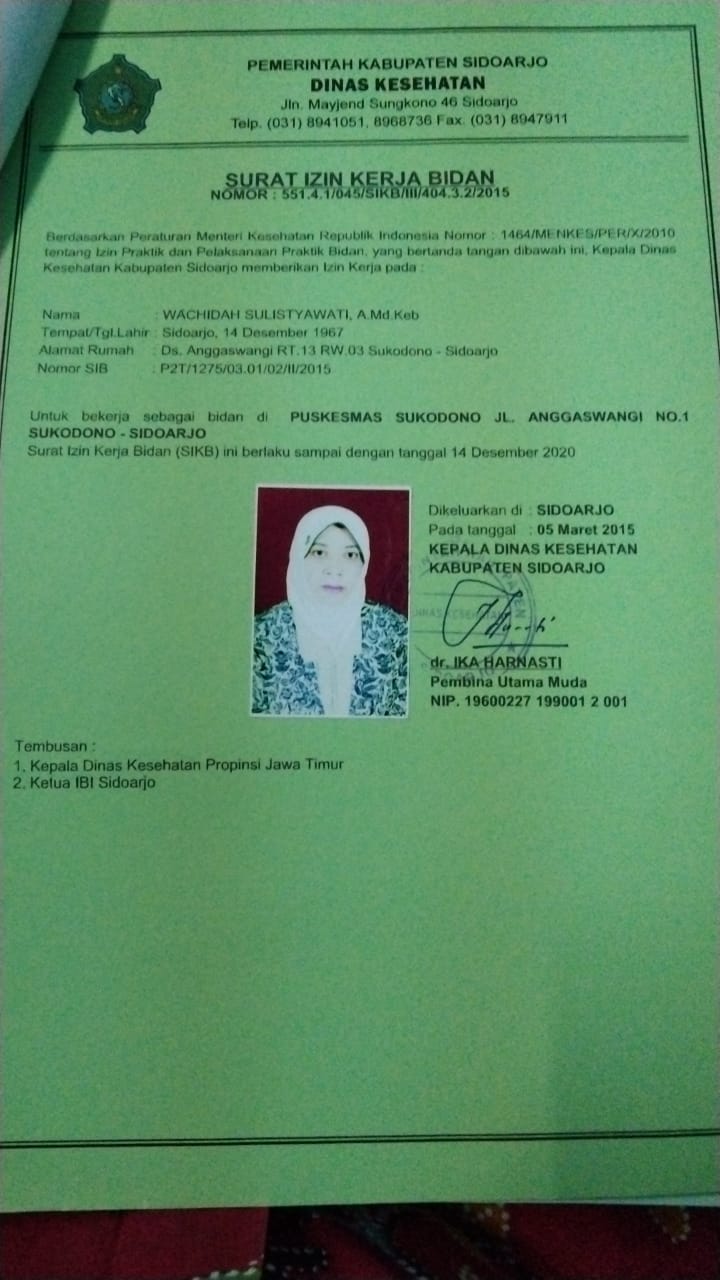 PEMERINTAH KABUPATEN SIDOARJO
DINAS KESEHATAN
Jln. Mayjend Sungkono 46 Sidoarjo
Telp. (031) 8941051, 8968736 Fax. (031) 8947911
SURAT IZIN KERJA BIDAN
NOMOR : 551.4.1/045/SIKB/III/404.3.2/2015
Berdasarkan Peraturan Menteri Kesehatan Republik Indonesia Nomor : 1464/MENKES/PER/X/2010
tentang Izin Praktik dan Pelaksanaan Praktik Bidan, yang bertanda tangan dibawah ini, Kepala Dinas
Kesehatan Kabupaten Sidoarjo memberikan Izin Kerja pada :
Nama : WACHIDAH SULISTYAWATI, A.Md.Keb
Tempat/Tgl.Lahir : Sidoarjo, 14 Desember 1967
Alamat Rumah : Ds. Anggaswangi RT.13 RW.03 Sukodono - Sidoarjo
Nomor SIB : P2T/1275/03.01/02/II/2015
Untuk bekerja sebagai bidan di PUSKESMAS SUKODONO JL. ANGGASWANGI NO.1
SUKODONO - SIDOARJO
Surat Izin Kerja Bidan (SIKB) ini berlaku sampai dengan tanggal 14 Desember 2020
Dikeluarkan di : SIDOARJO
Pada tanggal : 05 Maret 2015
KEPALA DINAS KESEHATAN
KABUPATEN SIDOARJO
dr. IKA HARNASTI
Pembina Utama Muda
NIP. 19600227 199001 2 001
Tembusan :
1. Kepala Dinas Kesehatan Propinsi Jawa Timur
2. Ketua IBI Sidoarjo